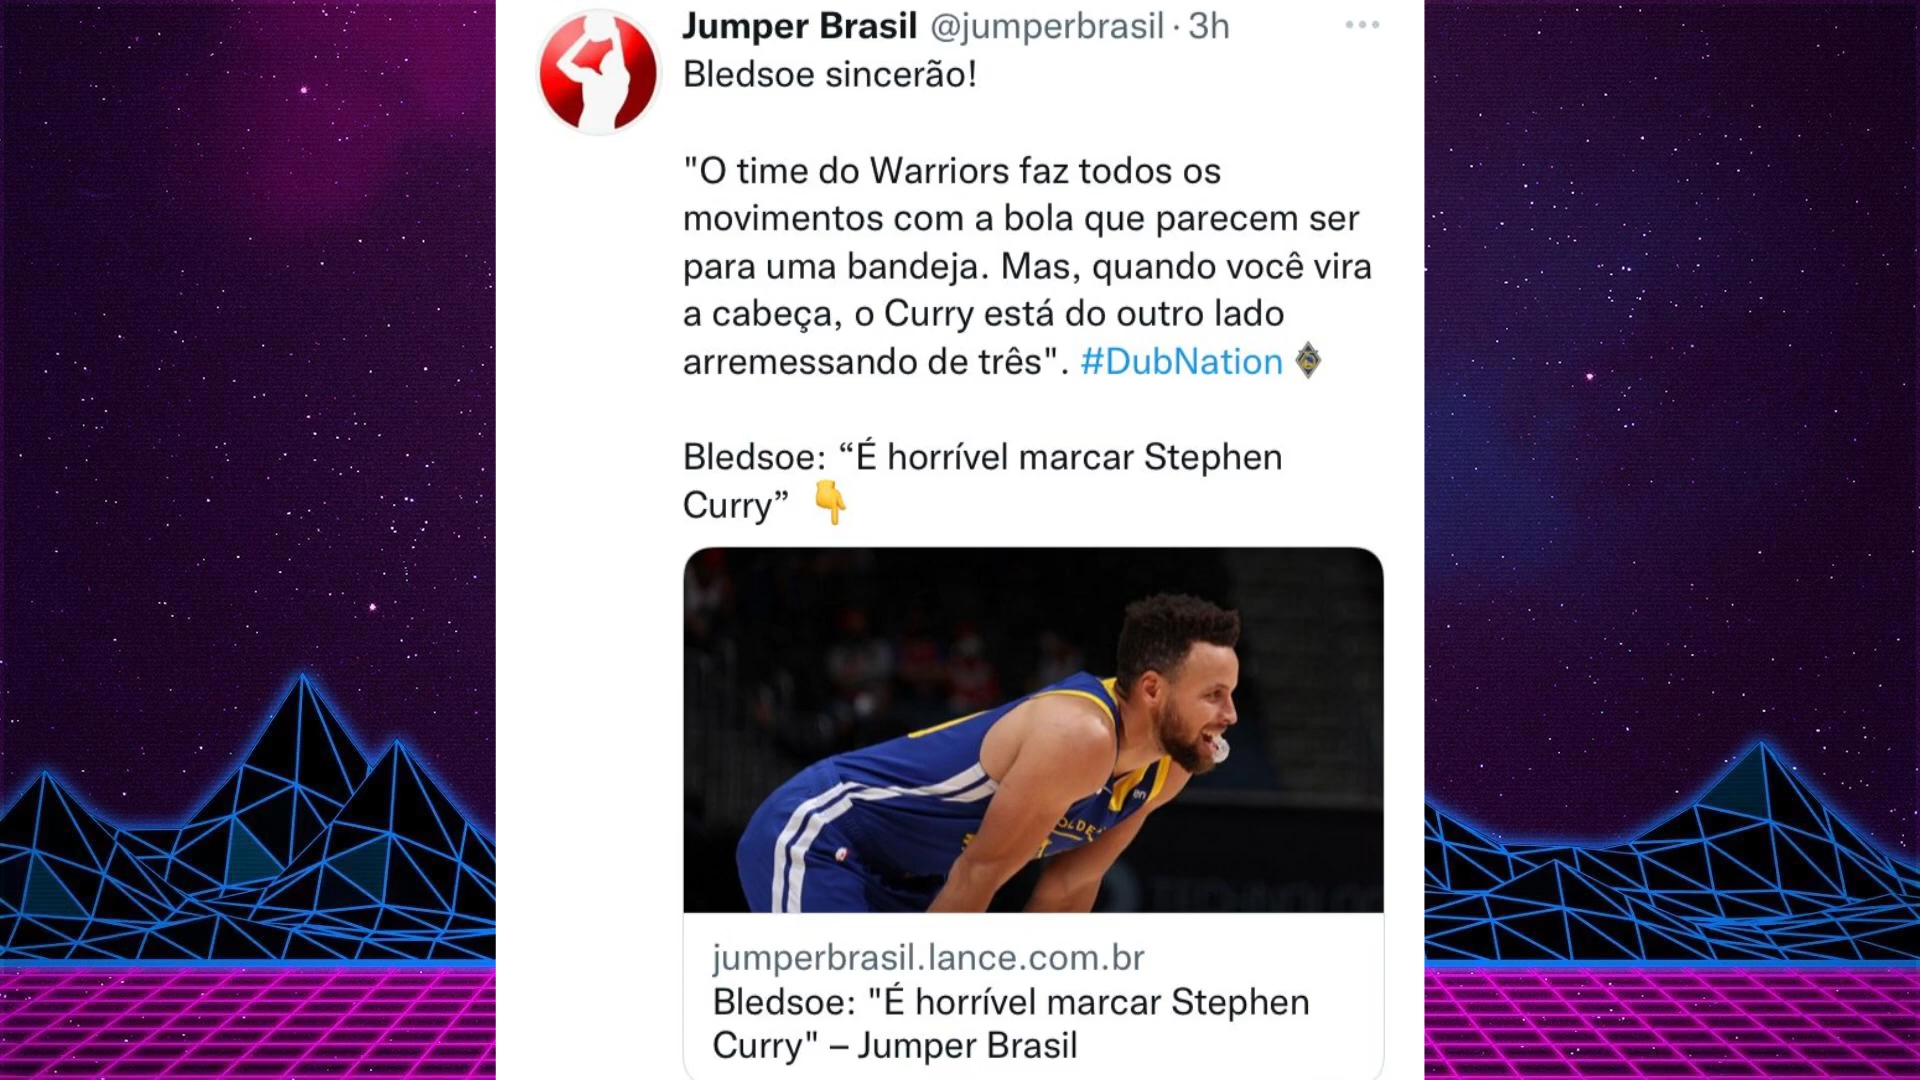 Jumper Brasil @jumperbrasil · 3h
Bledsoe sincerão!
"O time do Warriors faz todos os
movimentos com a bola que parecem ser
para uma bandeja. Mas, quando você vira
a cabeça, o Curry está do outro lado
arremessando de três". #DubNation
Bledsoe: “É horrível marcar Stephen
Curry” 👇
jumperbrasil.lance.com.br
Bledsoe: "É horrível marcar Stephen
Curry" – Jumper Brasil